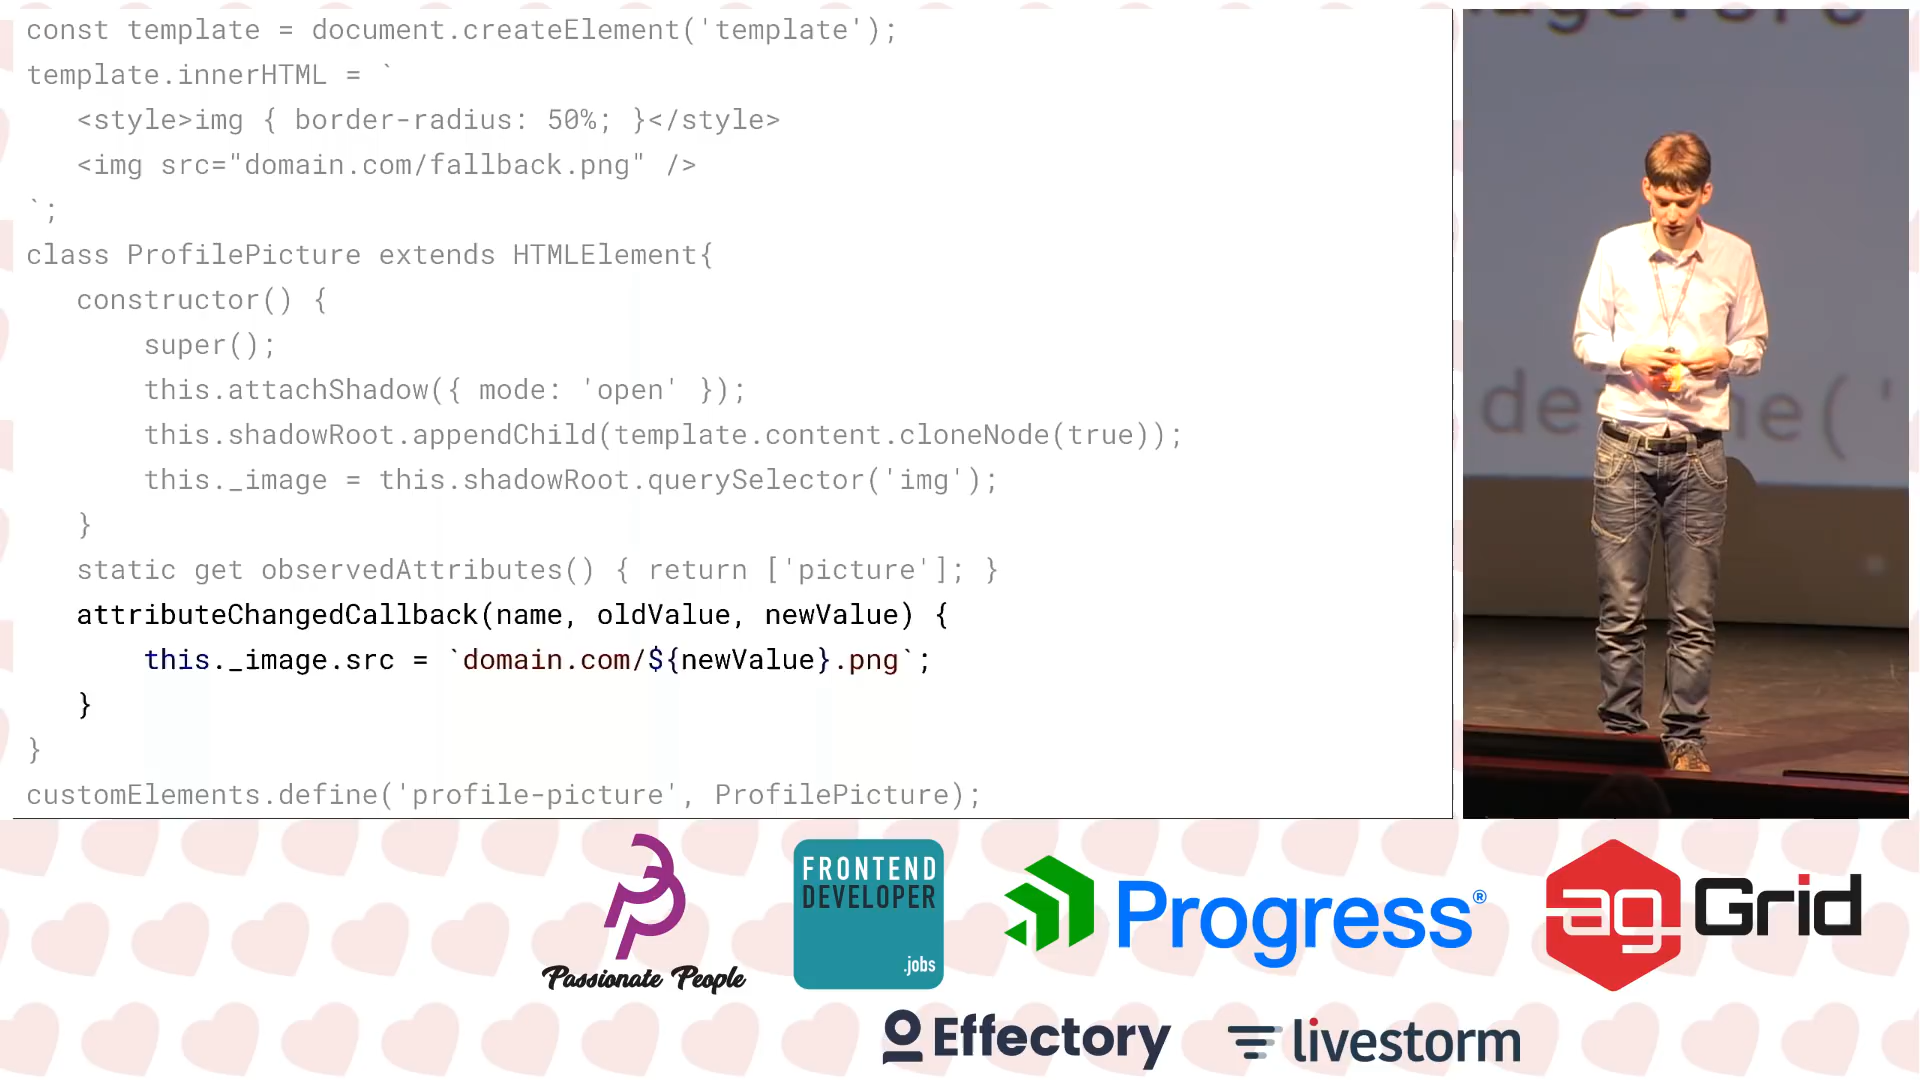 const template = document.createElement('template');
template.innerHTML = `
<style>img { border-radius: 50%; }</style>
<img src="domain.com/fallback.png" />
`;
class ProfilePicture extends HTMLElement{
constructor() {
super();
this.attachShadow({ mode: 'open' });
this.shadowRoot.appendChild(template.content.cloneNode(true));
this._image = this.shadowRoot.querySelector('img');
}
static get observedAttributes() { return ['picture']; }
attributeChangedCallback(name, oldValue, newValue) {
this._image.src = `domain.com/${newValue}.png`;
}
}
customElements.define('profile-picture', ProfilePicture);
Passionate People
FRONTEND
DEVELOPER
.jobs
Progress®
ag Grid
Effectory
livestorm